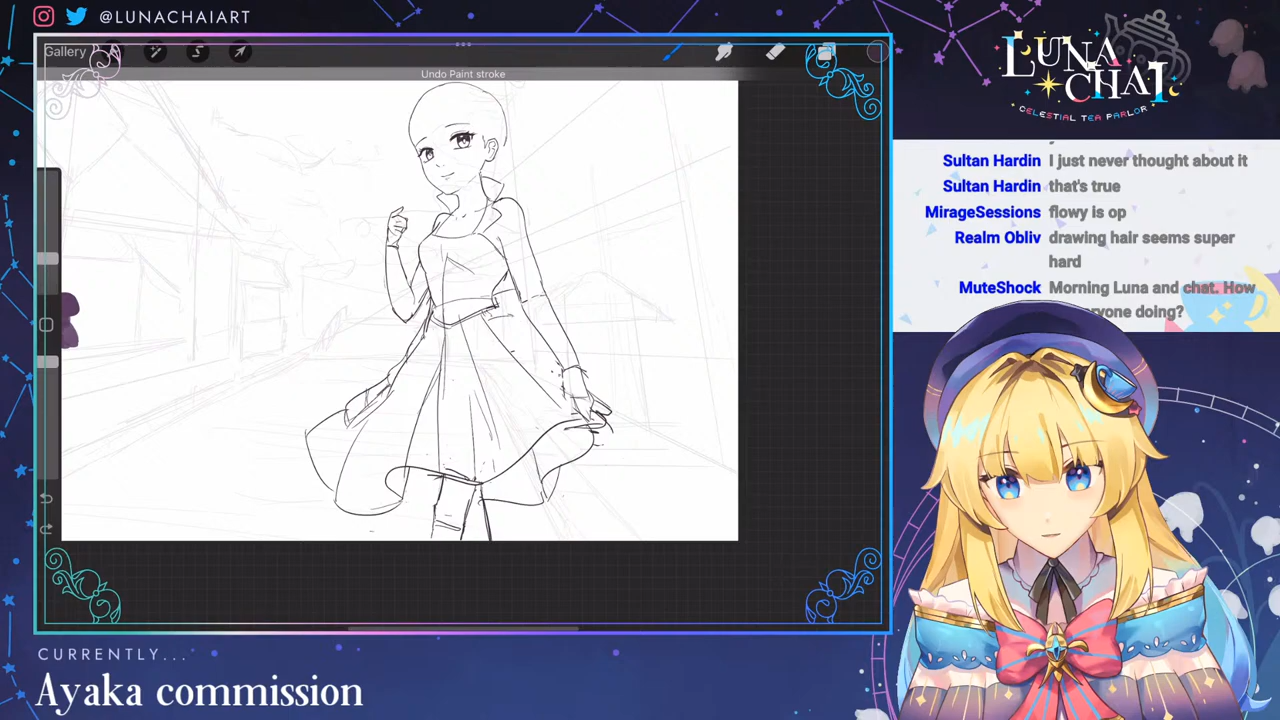 @LUNACHAIART
Gallery
Undo Paint stroke
LUNA
CHAI
CELESTIAL TEA PARLOR
Sultan Hardin I just never thought about it
Sultan Hardin that's true
MirageSessions flowy is op
Realm Obliv drawing hair seems super
hard
MuteShock Morning Luna and chat. How
ryone doing?
CURRENTLY...
Ayaka commission